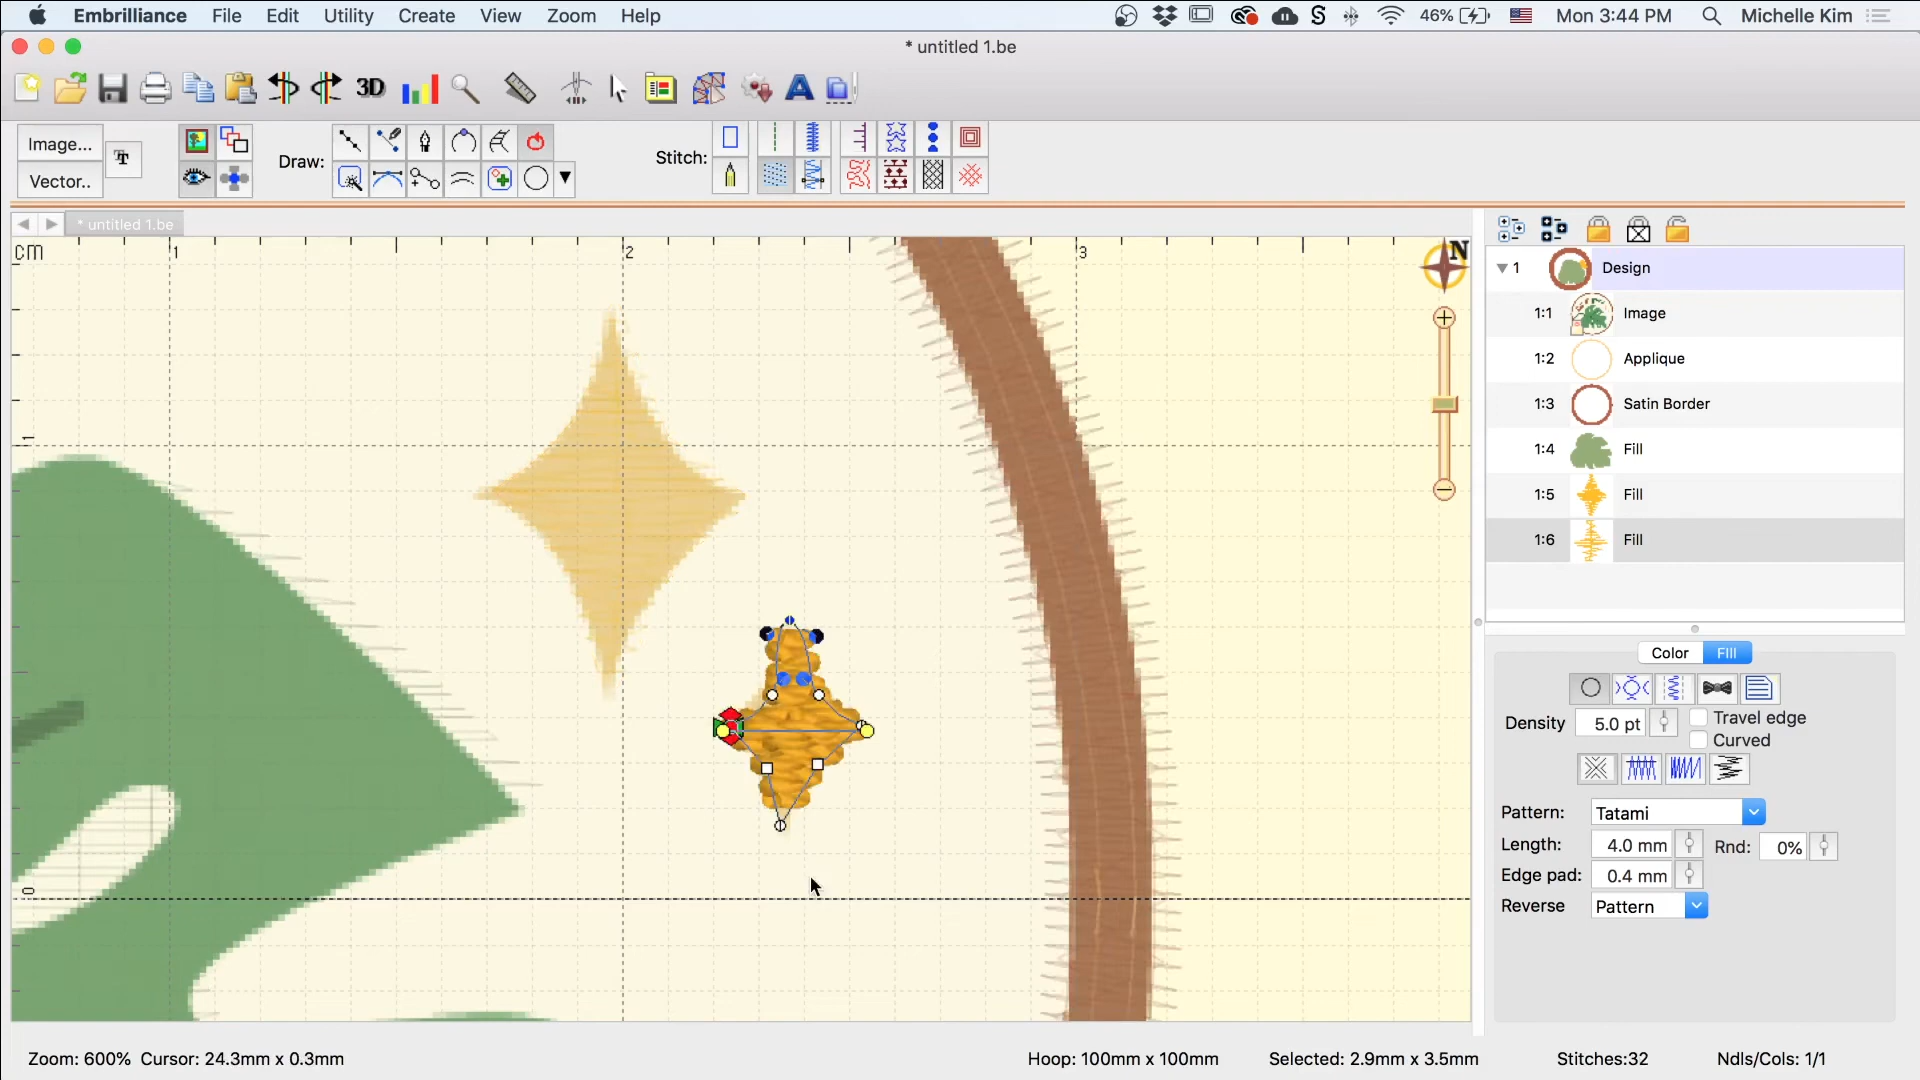 Embrilliance File Edit Utility Create View Zoom Help 46% Mon 3:44 PM Michelle Kim
* untitled 1.be
3D A
Image...
Vector..
T
Draw:
Stitch:
* untitled 1.be
cm 1 2 3
N
1
0
1 Design
1:1 Image
1:2 Applique
1:3 Satin Border
1:4 Fill
1:5 Fill
1:6 Fill
Color Fill
Density 5.0 pt Travel edge
Curved
Pattern: Tatami
Length: 4.0 mm Rnd: 0%
Edge pad: 0.4 mm
Reverse Pattern
Zoom: 600% Cursor: 24.3mm x 0.3mm Hoop: 100mm x 100mm Selected: 2.9mm x 3.5mm Stitches:32 Ndls/Cols: 1/1